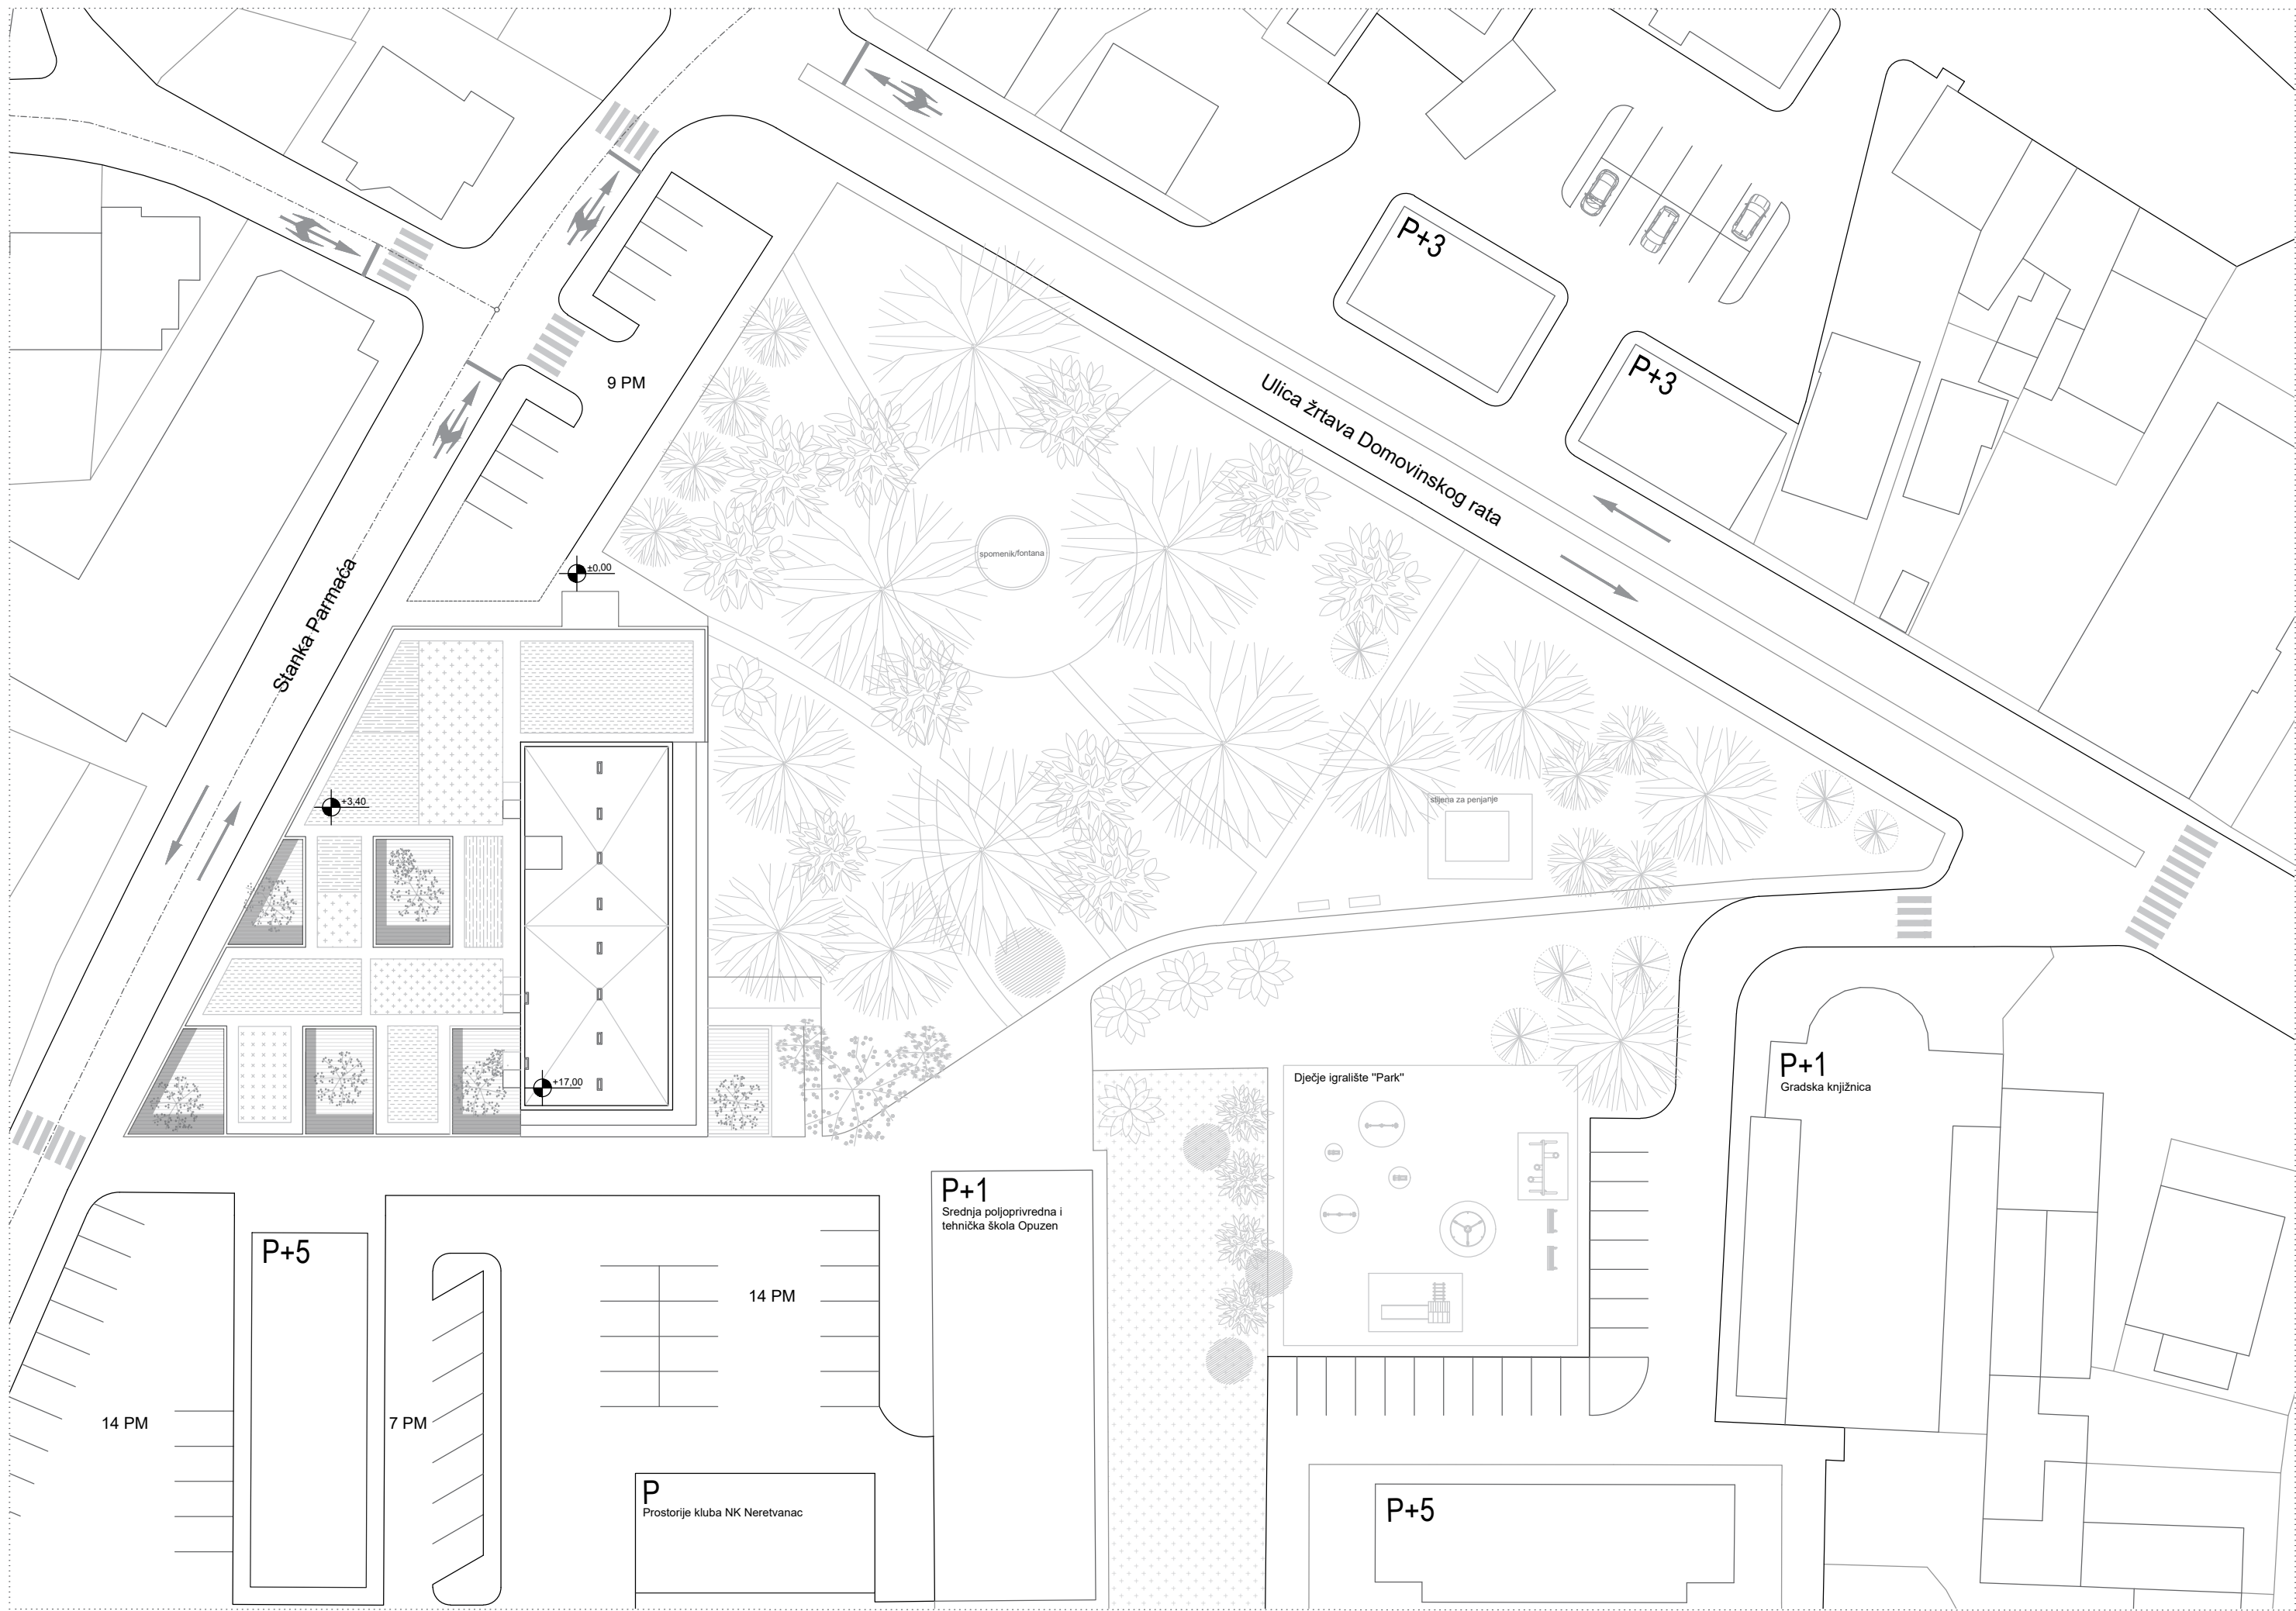 P+3
P+3
Ulica žrtava Domovinskog rata
9 PM
spomenik/fontana
±0.00
Stanka Parmaća
+3,40
stijena za penjanje
+17,00
Dječje igralište "Park"
P+1
Gradska knjižnica
P+1
Srednja poljoprivredna i
tehnička škola Opuzen
P+5
14 PM
14 PM
7 PM
P
Prostorije kluba NK Neretvanac
P+5